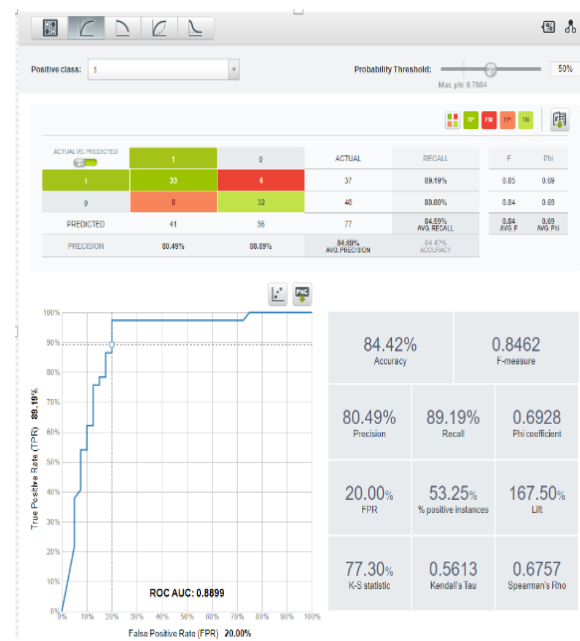 Positive class: 1
Probability Threshold: 50%
Max. phi: 0.7504
TP FN FP TN
ACTUAL VS. PREDICTED 1 0 ACTUAL RECALL F Phi
1 33 4 37 89.19% 0.85 0.69
0 8 32 40 80.00% 0.84 0.69
PREDICTED 41 36 77 84.59% AVG. RECALL 0.84 AVG. F 0.69 AVG. Phi
PRECISION 80.49% 88.89% 84.69% AVG. PRECISION 84.42% ACCURACY
PNG
100%
90%
80%
70%
60%
50%
40%
30%
20%
10%
0%
True Positive Rate (TPR) 89.19%
ROC AUC: 0.8899
0% 10% 20% 30% 40% 50% 60% 70% 80% 90% 100%
False Positive Rate (FPR) 20.00%
84.42%
Accuracy
0.8462
F-measure
80.49%
Precision
89.19%
Recall
0.6928
Phi coefficient
20.00%
FPR
53.25%
% positive instances
167.50%
Lift
77.30%
K-S statistic
0.5613
Kendall's Tau
0.6757
Spearman's Rho